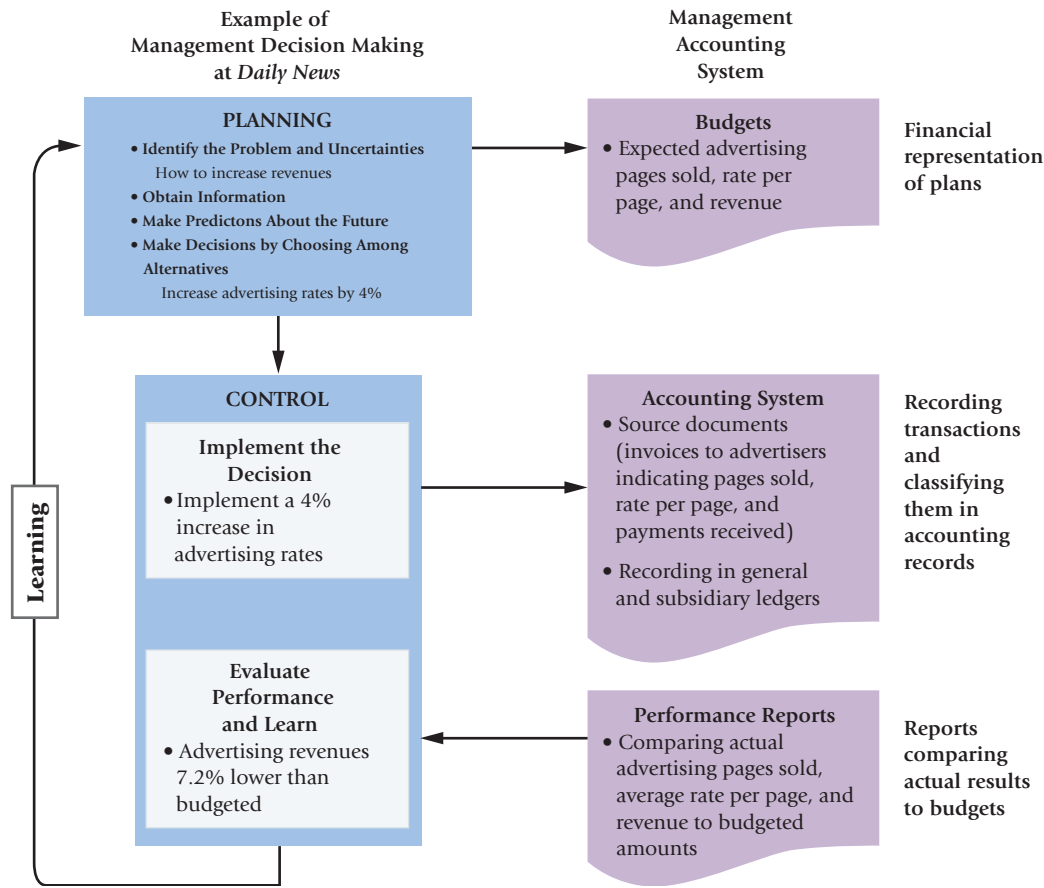 Example of
Management Decision Making
at Daily News
Management
Accounting
System
PLANNING
• Identify the Problem and Uncertainties
How to increase revenues
• Obtain Information
• Make Predictons About the Future
• Make Decisions by Choosing Among
Alternatives
Increase advertising rates by 4%
Budgets
• Expected advertising
pages sold, rate per
page, and revenue
Financial
representation
of plans
CONTROL
Implement the
Decision
• Implement a 4%
increase in
advertising rates
Accounting System
• Source documents
(invoices to advertisers
indicating pages sold,
rate per page, and
payments received)
• Recording in general
and subsidiary ledgers
Recording
transactions
and
classifying
them in
accounting
records
Learning
Evaluate
Performance
and Learn
• Advertising revenues
7.2% lower than
budgeted
Performance Reports
• Comparing actual
advertising pages sold,
average rate per page, and
revenue to budgeted
amounts
Reports
comparing
actual results
to budgets